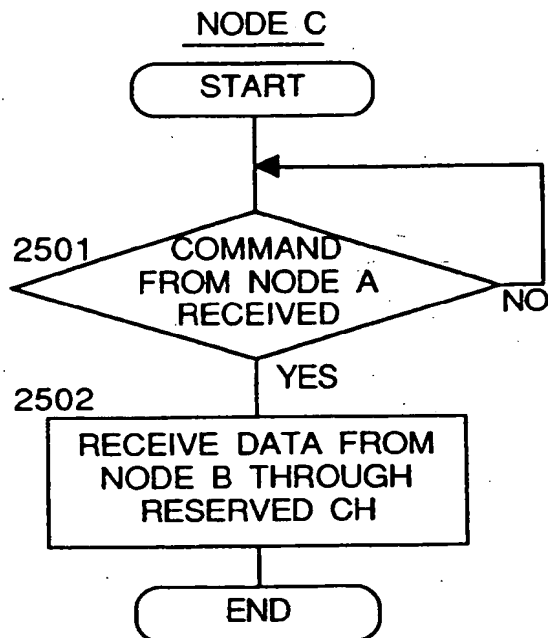 NODE C
START
2501
COMMAND
FROM NODE A
RECEIVED
NO
YES
2502
RECEIVE DATA FROM
NODE B THROUGH
RESERVED CH
END